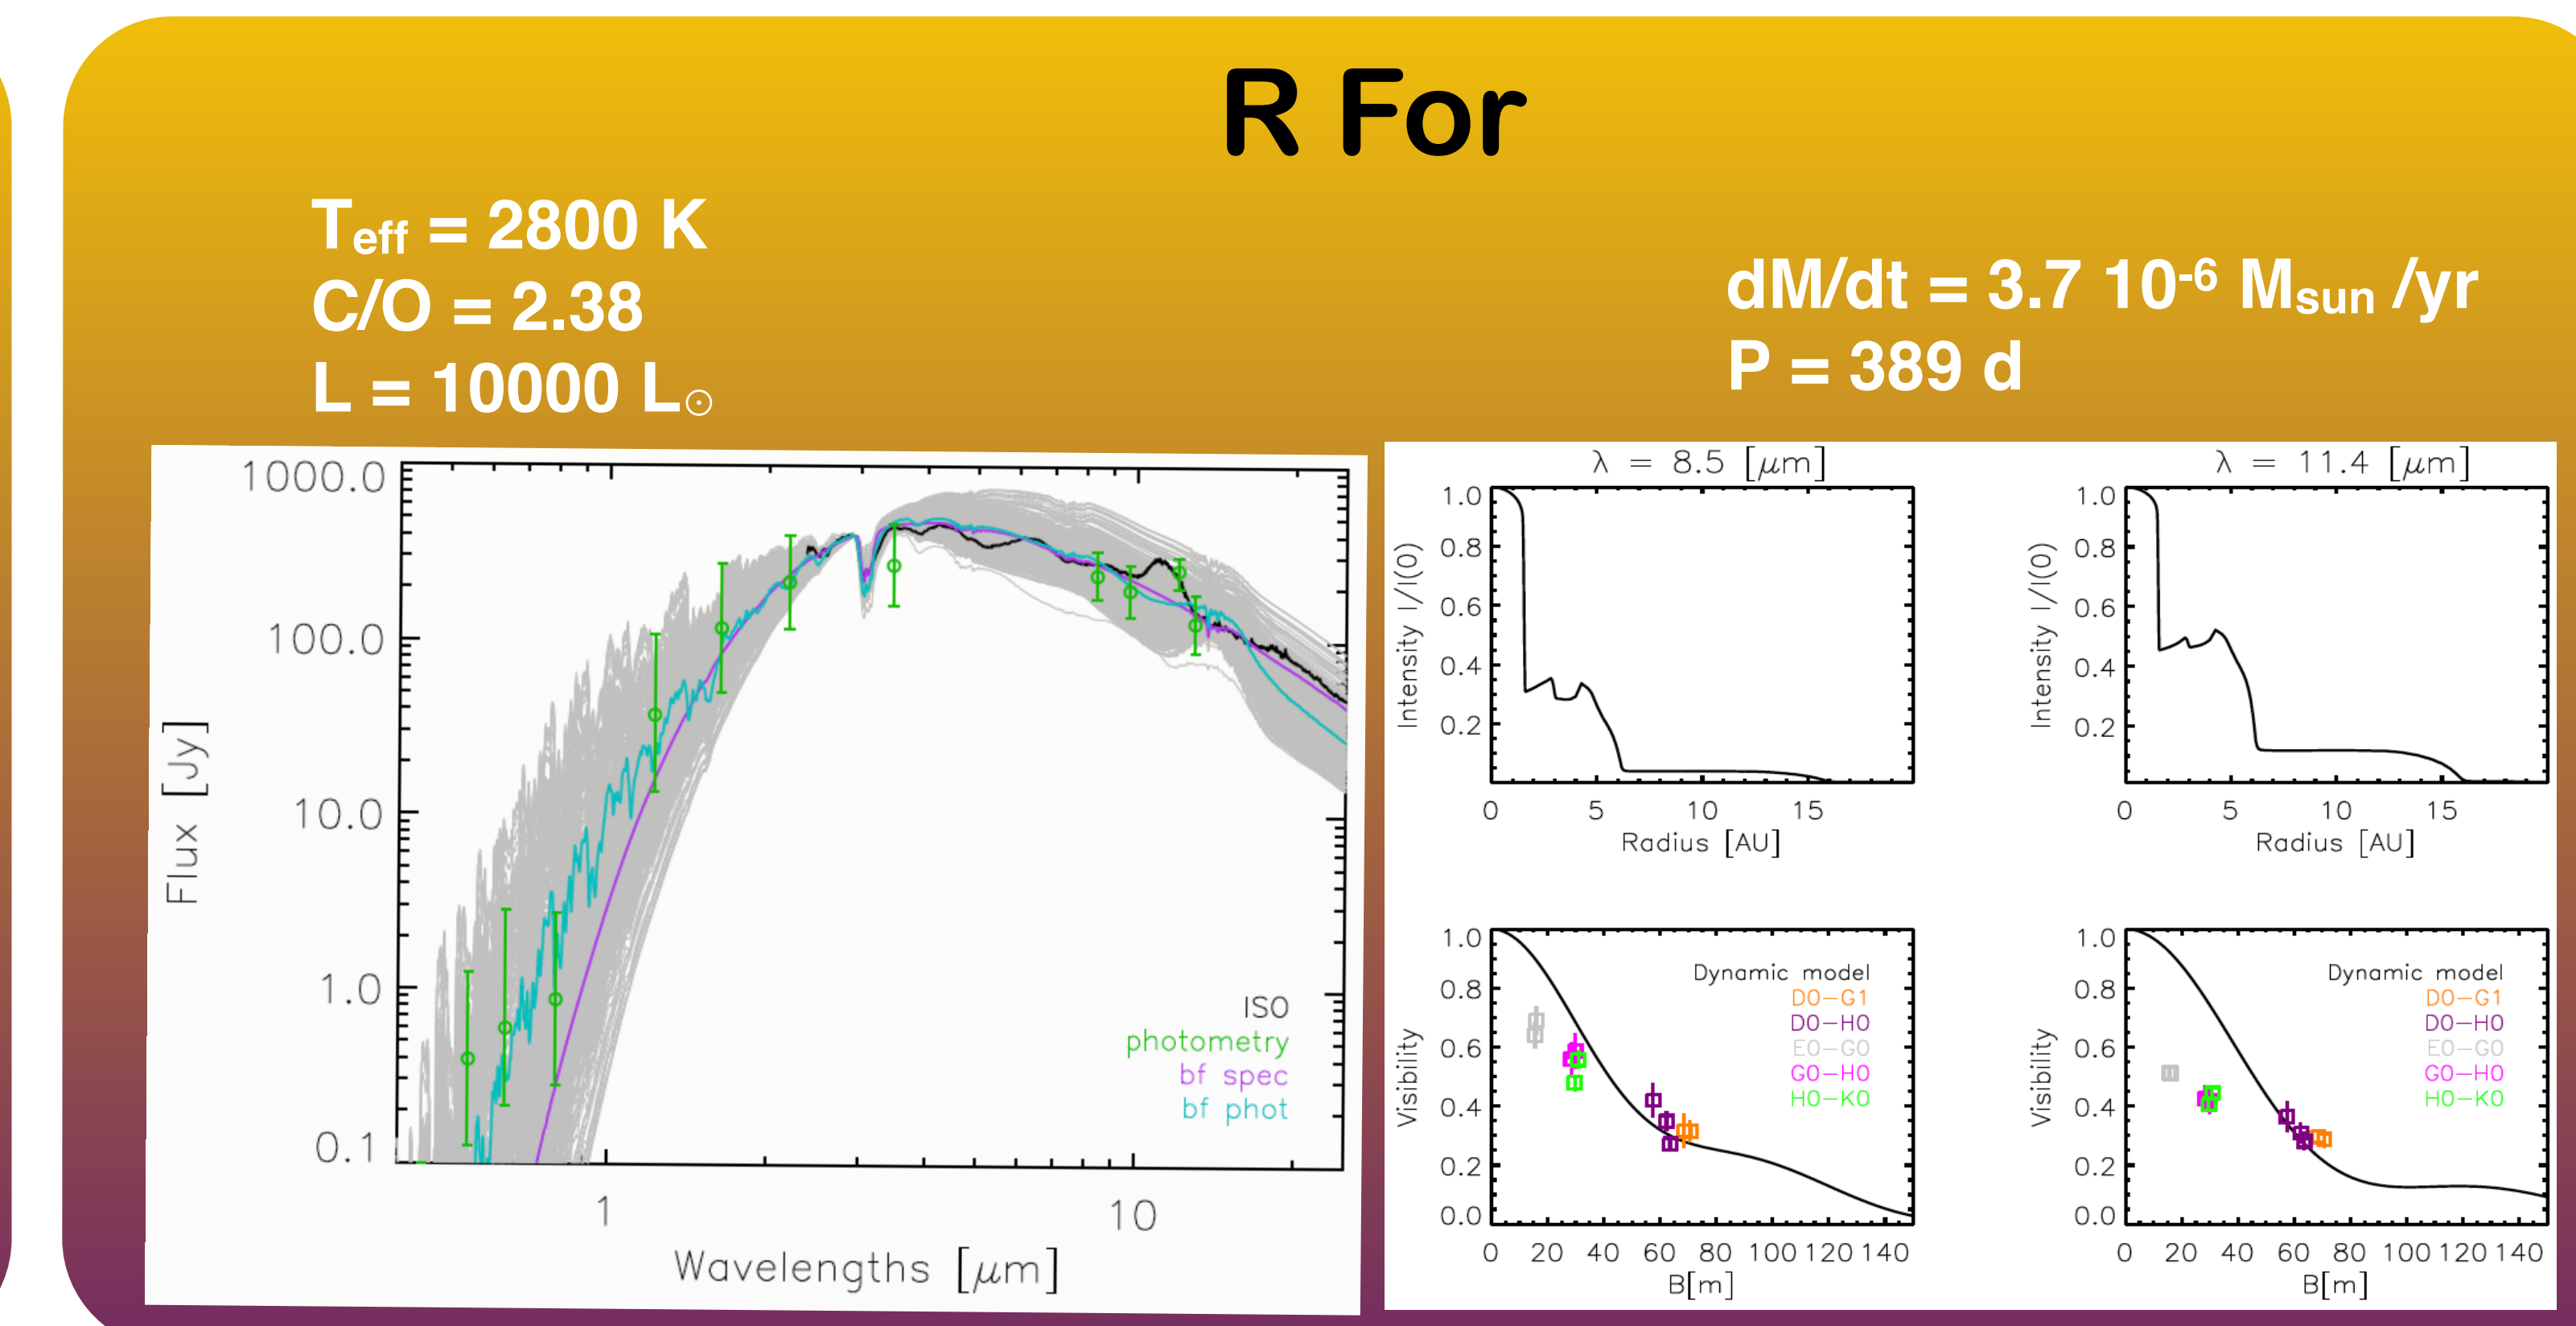 R For
T_eff = 2800 K
C/O = 2.38
L = 10000 L☉
dM/dt = 3.7 10^-6 M_sun /yr
P = 389 d
1000.0
100.0
10.0
1.0
0.1
Flux [Jy]
ISO
photometry
bf spec
bf phot
1 10
Wavelengths [μm]
λ = 8.5 [μm]
1.0
0.8
0.6
0.4
0.2
Intensity I/I(0)
0 5 10 15
Radius [AU]
λ = 11.4 [μm]
1.0
0.8
0.6
0.4
0.2
Intensity I/I(0)
0 5 10 15
Radius [AU]
1.0
0.8
0.6
0.4
0.2
0.0
Visibility
Dynamic model
D0-G1
D0-H0
E0-G0
G0-H0
H0-K0
0 20 40 60 80 100 120 140
B[m]
1.0
0.8
0.6
0.4
0.2
0.0
Visibility
Dynamic model
D0-G1
D0-H0
E0-G0
G0-H0
H0-K0
0 20 40 60 80 100 120 140
B[m]